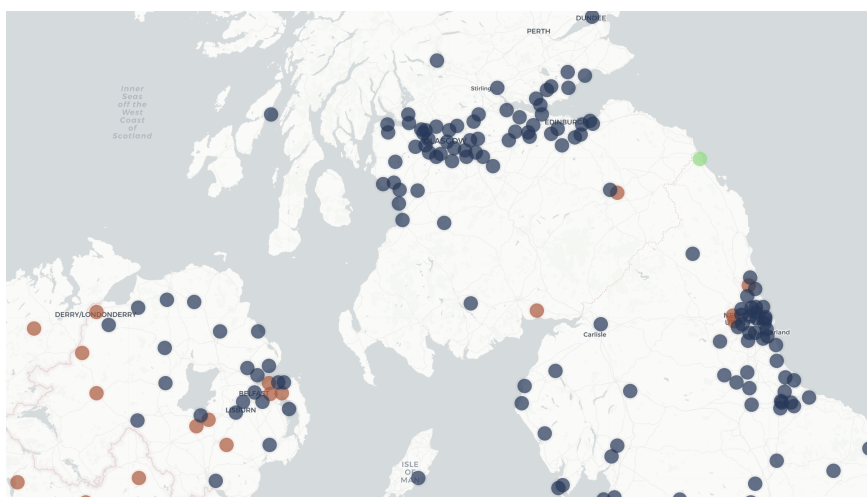 DUNDEE
PERTH
Stirling
Inner
Seas
off the
West
Coast
of
Scotland
EDINBURGH
DERRY/LONDONDERRY
Carlisle
BELFAST
LISBURN
ISLE
OF
MAN